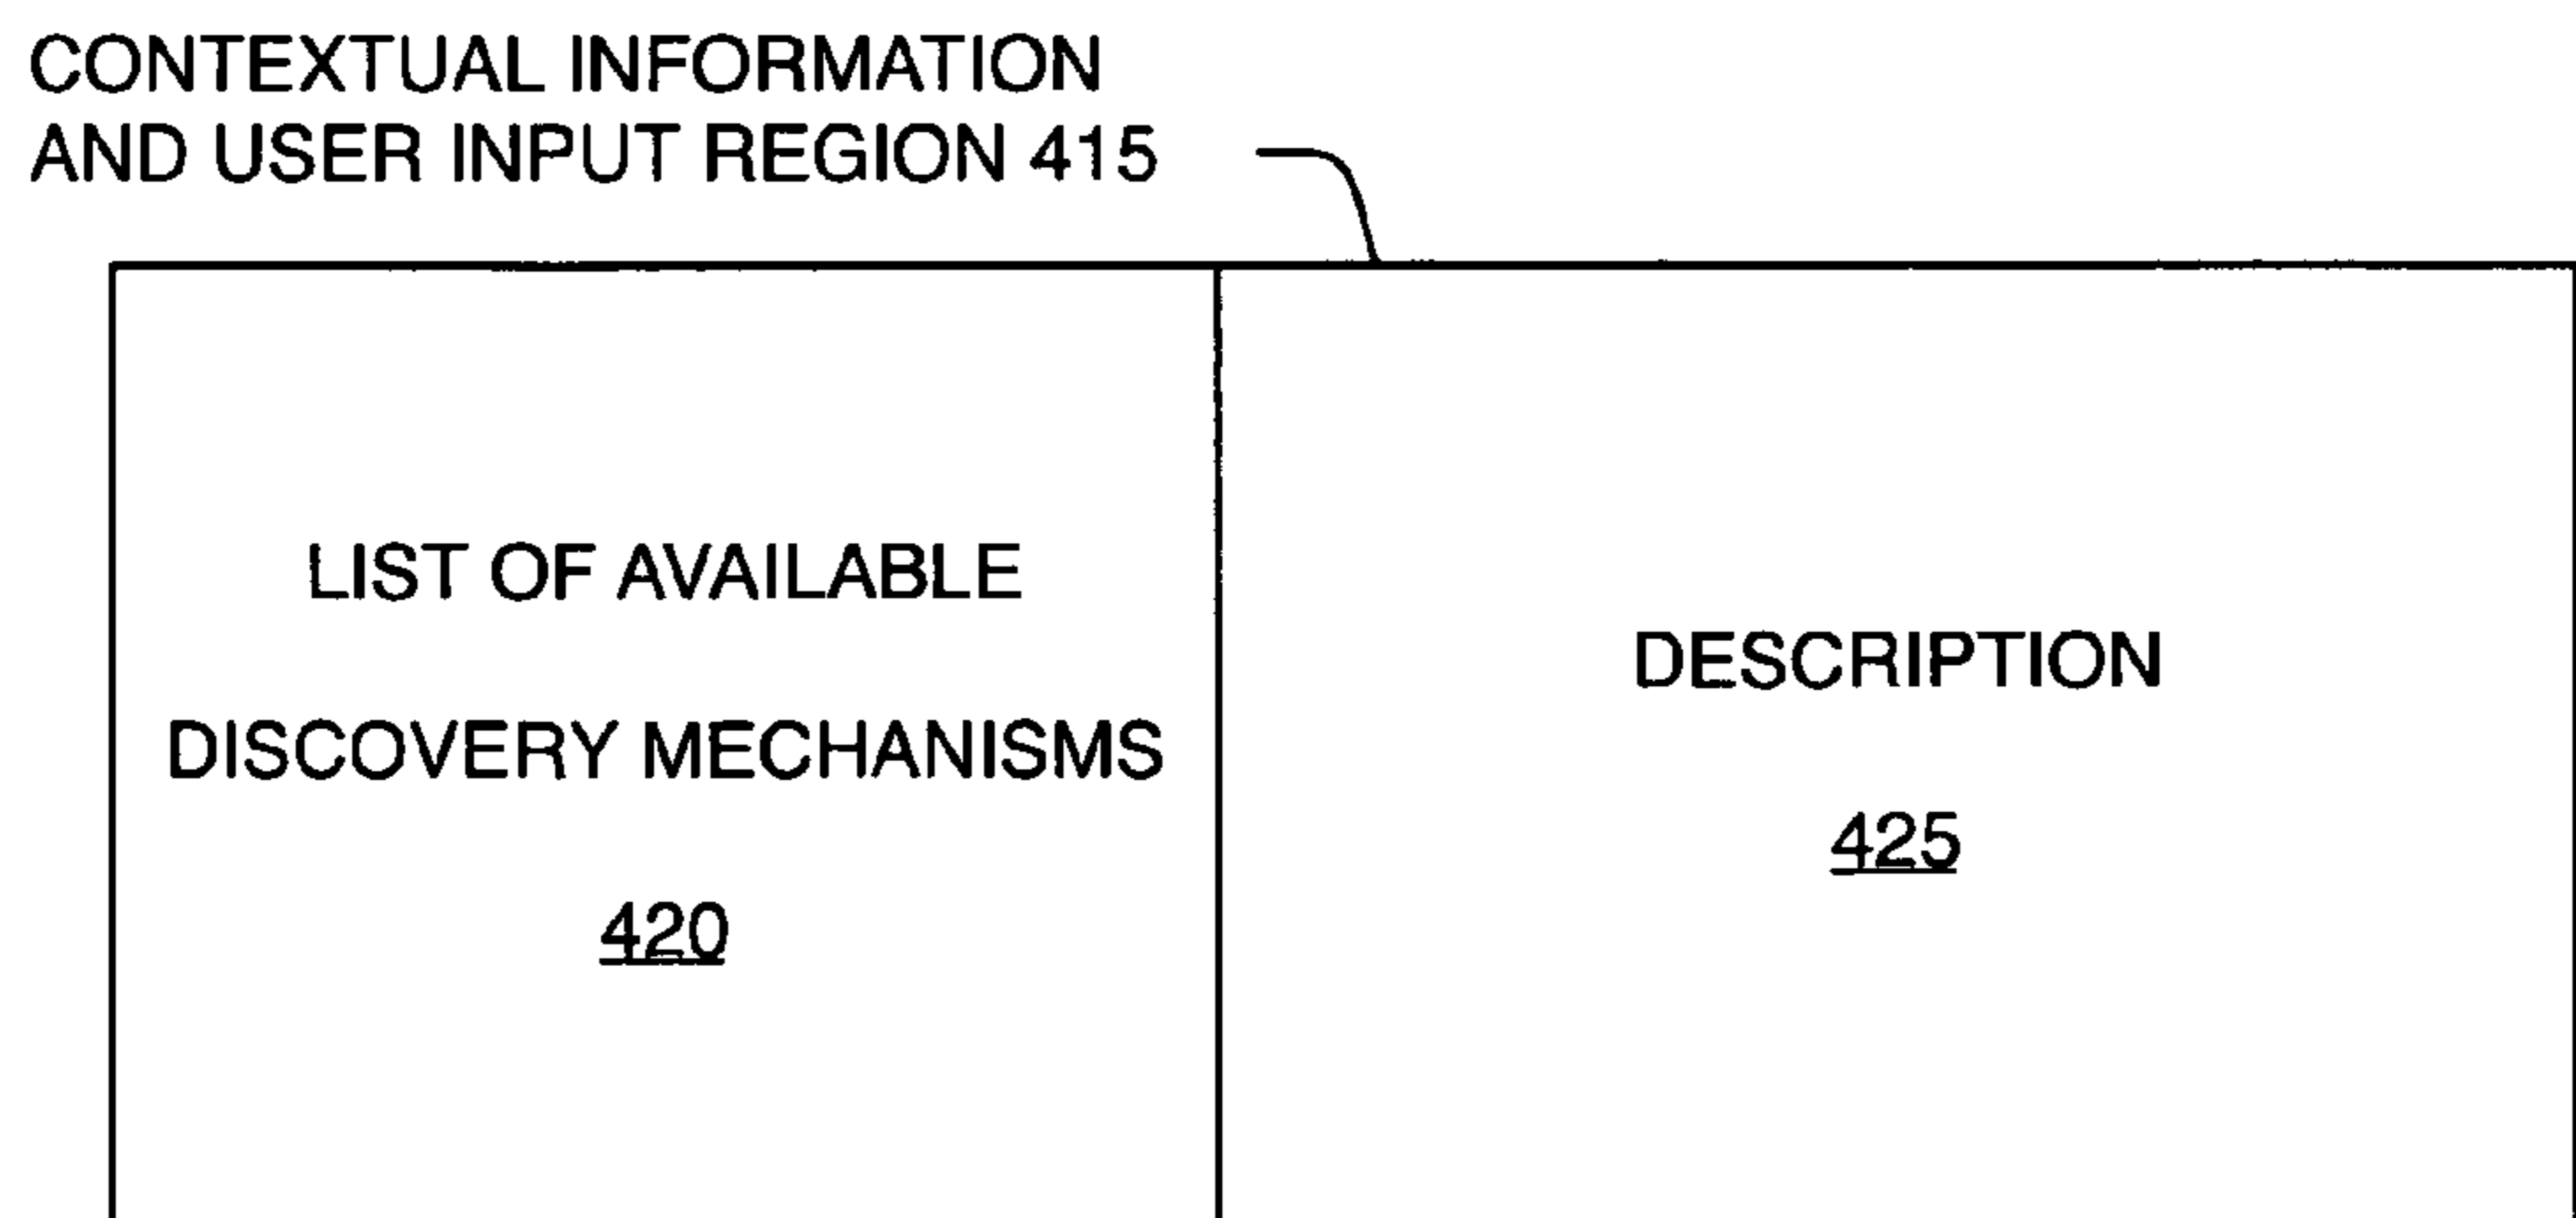 CONTEXTUAL INFORMATION
AND USER INPUT REGION 415
LIST OF AVAILABLE
DISCOVERY MECHANISMS
420
DESCRIPTION
425